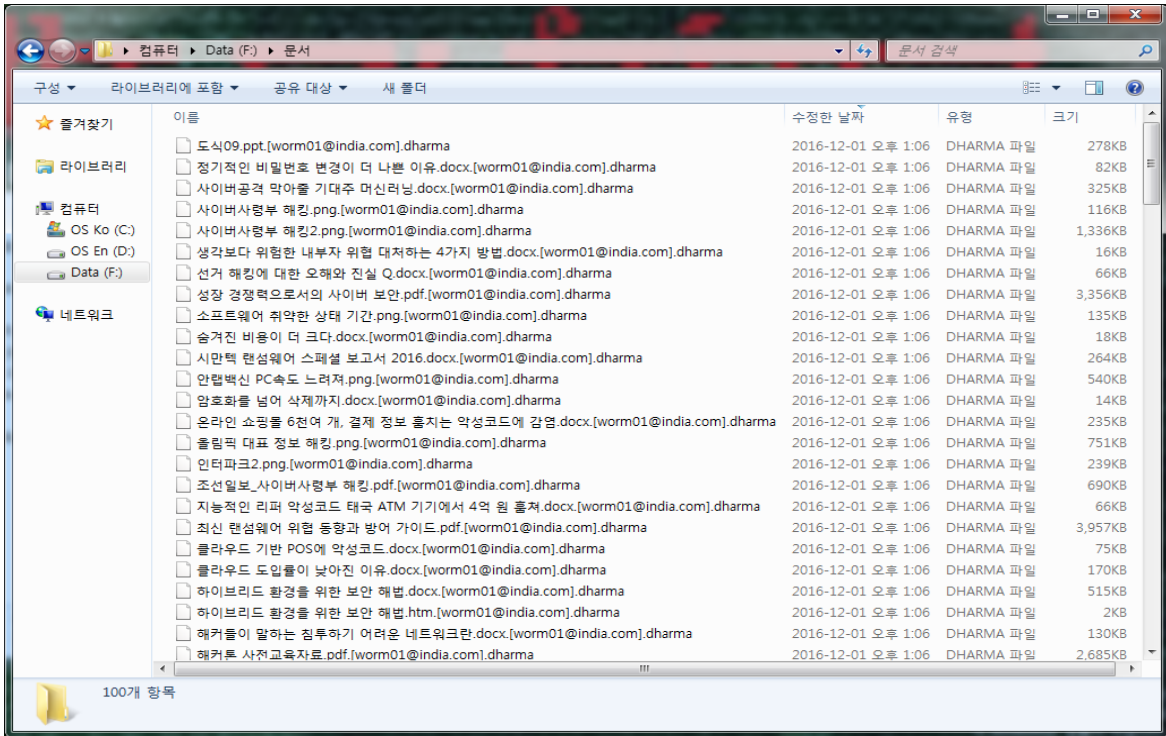 컴퓨터 ▸ Data (F:) ▸ 문서
문서 검색
구성 라이브러리에 포함 공유 대상 새 폴더
즐겨찾기
라이브러리
컴퓨터
OS Ko (C:)
OS En (D:)
Data (F:)
네트워크
이름 수정한 날짜 유형 크기
도식09.ppt.[worm01@india.com].dharma 2016-12-01 오후 1:06 DHARMA 파일 278KB
정기적인 비밀번호 변경이 더 나쁜 이유.docx.[worm01@india.com].dharma 2016-12-01 오후 1:06 DHARMA 파일 82KB
사이버공격 막아줄 기대주 머신러닝.docx.[worm01@india.com].dharma 2016-12-01 오후 1:06 DHARMA 파일 325KB
사이버사령부 해킹.png.[worm01@india.com].dharma 2016-12-01 오후 1:06 DHARMA 파일 116KB
사이버사령부 해킹2.png.[worm01@india.com].dharma 2016-12-01 오후 1:06 DHARMA 파일 1,336KB
생각보다 위험한 내부자 위협 대처하는 4가지 방법.docx.[worm01@india.com].dharma 2016-12-01 오후 1:06 DHARMA 파일 16KB
선거 해킹에 대한 오해와 진실 Q.docx.[worm01@india.com].dharma 2016-12-01 오후 1:06 DHARMA 파일 66KB
성장 경쟁력으로서의 사이버 보안.pdf.[worm01@india.com].dharma 2016-12-01 오후 1:06 DHARMA 파일 3,356KB
소프트웨어 취약한 상태 기간.png.[worm01@india.com].dharma 2016-12-01 오후 1:06 DHARMA 파일 135KB
숨겨진 비용이 더 크다.docx.[worm01@india.com].dharma 2016-12-01 오후 1:06 DHARMA 파일 18KB
시만텍 랜섬웨어 스페셜 보고서 2016.docx.[worm01@india.com].dharma 2016-12-01 오후 1:06 DHARMA 파일 264KB
안랩백신 PC속도 느려져.png.[worm01@india.com].dharma 2016-12-01 오후 1:06 DHARMA 파일 540KB
암호화를 넘어 삭제까지.docx.[worm01@india.com].dharma 2016-12-01 오후 1:06 DHARMA 파일 14KB
온라인 쇼핑몰 6천여 개, 결제 정보 훔치는 악성코드에 감염.docx.[worm01@india.com].dharma 2016-12-01 오후 1:06 DHARMA 파일 235KB
올림픽 대표 정보 해킹.png.[worm01@india.com].dharma 2016-12-01 오후 1:06 DHARMA 파일 751KB
인터파크2.png.[worm01@india.com].dharma 2016-12-01 오후 1:06 DHARMA 파일 239KB
조선일보_사이버사령부 해킹.pdf.[worm01@india.com].dharma 2016-12-01 오후 1:06 DHARMA 파일 690KB
지능적인 리퍼 악성코드 태국 ATM 기기에서 4억 원 훔쳐.docx.[worm01@india.com].dharma 2016-12-01 오후 1:06 DHARMA 파일 66KB
최신 랜섬웨어 위협 동향과 방어 가이드.pdf.[worm01@india.com].dharma 2016-12-01 오후 1:06 DHARMA 파일 3,957KB
클라우드 기반 POS에 악성코드.docx.[worm01@india.com].dharma 2016-12-01 오후 1:06 DHARMA 파일 75KB
클라우드 도입률이 낮아진 이유.docx.[worm01@india.com].dharma 2016-12-01 오후 1:06 DHARMA 파일 170KB
하이브리드 환경을 위한 보안 해법.docx.[worm01@india.com].dharma 2016-12-01 오후 1:06 DHARMA 파일 515KB
하이브리드 환경을 위한 보안 해법.htm.[worm01@india.com].dharma 2016-12-01 오후 1:06 DHARMA 파일 2KB
해커들이 말하는 침투하기 어려운 네트워크란.docx.[worm01@india.com].dharma 2016-12-01 오후 1:06 DHARMA 파일 130KB
해커톤 사전교육자료.pdf.[worm01@india.com].dharma 2016-12-01 오후 1:06 DHARMA 파일 2,685KB
100개 항목